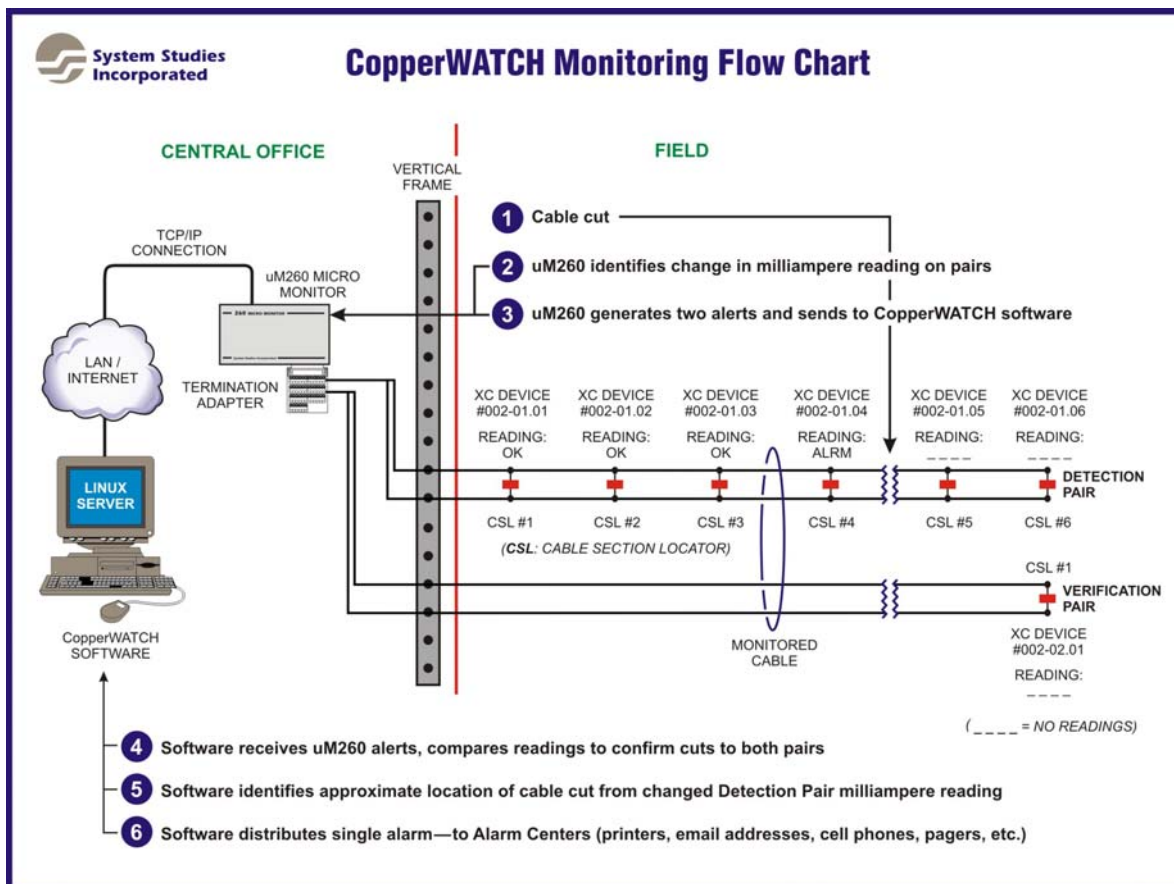 System Studies
Incorporated
CopperWATCH Monitoring Flow Chart
CENTRAL OFFICE
FIELD
VERTICAL
FRAME
1 Cable cut
TCP/IP
CONNECTION
2 uM260 identifies change in milliampere reading on pairs
uM260 MICRO
MONITOR
3 uM260 generates two alerts and sends to CopperWATCH software
260 MICRO MONITOR
System Studies Incorporated
LAN /
INTERNET
TERMINATION
ADAPTER
XC DEVICE
#002-01.01
READING:
OK
XC DEVICE
#002-01.02
READING:
OK
XC DEVICE
#002-01.03
READING:
OK
XC DEVICE
#002-01.04
READING:
ALRM
XC DEVICE
#002-01.05
READING:
_ _ _ _
XC DEVICE
#002-01.06
READING:
_ _ _ _
DETECTION
PAIR
LINUX
SERVER
CSL #1
CSL #2
CSL #3
CSL #4
CSL #5
CSL #6
(CSL: CABLE SECTION LOCATOR)
CSL #1
VERIFICATION
PAIR
CopperWATCH
SOFTWARE
MONITORED
CABLE
XC DEVICE
#002-02.01
READING:
_ _ _ _
( _ _ _ _ = NO READINGS)
4 Software receives uM260 alerts, compares readings to confirm cuts to both pairs
5 Software identifies approximate location of cable cut from changed Detection Pair milliampere reading
6 Software distributes single alarm—to Alarm Centers (printers, email addresses, cell phones, pagers, etc.)